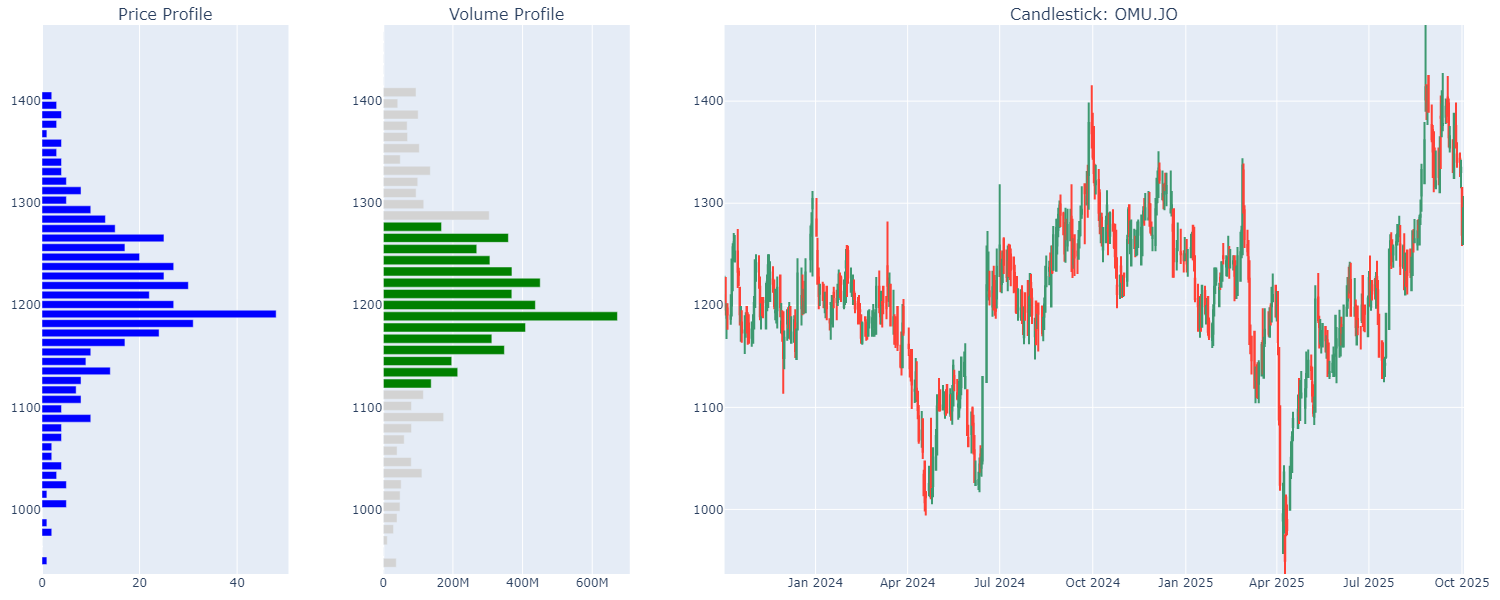 Price Profile
Volume Profile
Candlestick: OMU.JO
1400
1300
1200
1100
1000
0
20
40
1400
1300
1200
1100
1000
0
200M
400M
600M
1400
1300
1200
1100
1000
Jan 2024
Apr 2024
Jul 2024
Oct 2024
Jan 2025
Apr 2025
Jul 2025
Oct 2025